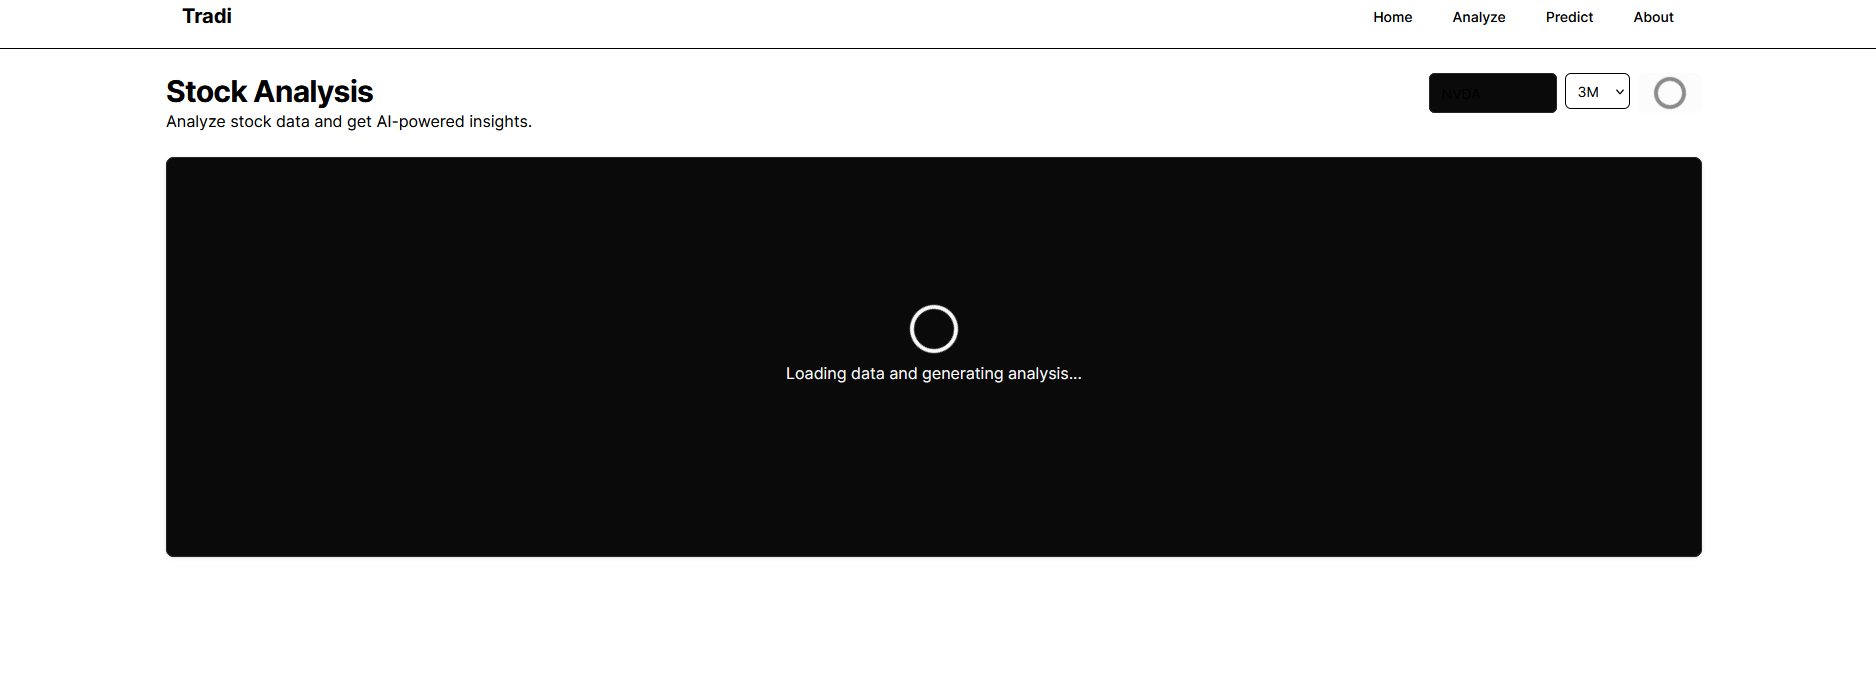 Tradi
Home Analyze Predict About
Stock Analysis
NVDA 3M
Analyze stock data and get AI-powered insights.
Loading data and generating analysis...